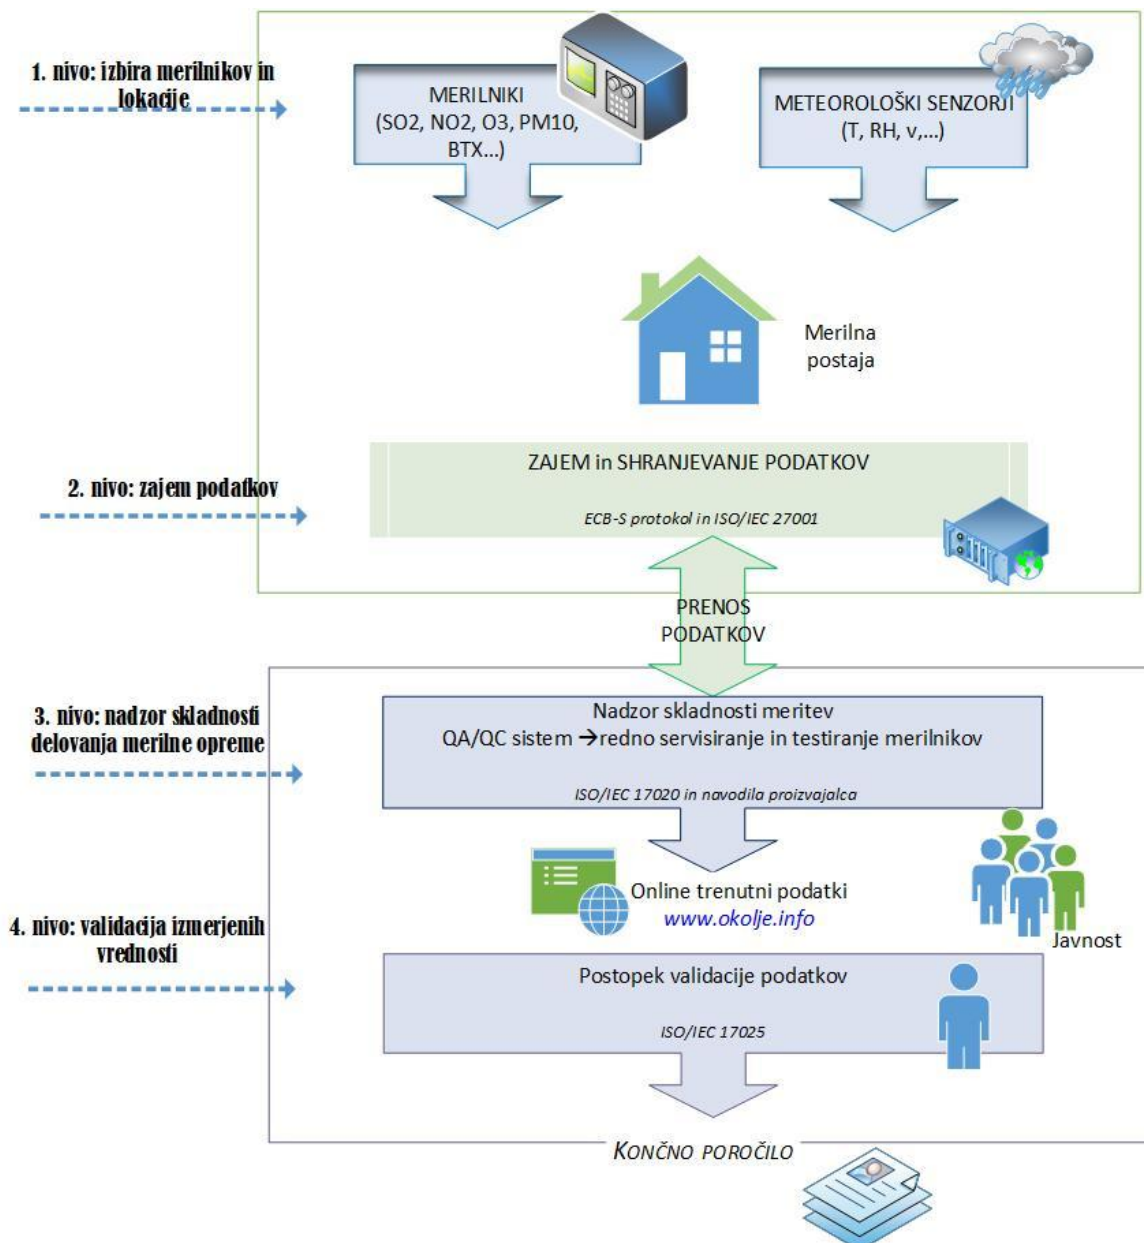 1. nivo: izbira merilnikov in
lokacije
MERILNIKI
(SO2, NO2, O3, PM10,
BTX...)
METEOROLOŠKI SENZORJI
(T, RH, v,...)
Merilna
postaja
2. nivo: zajem podatkov
ZAJEM in SHRANJEVANJE PODATKOV
ECB-S protokol in ISO/IEC 27001
PRENOS
PODATKOV
3. nivo: nadzor skladnosti
delovanja merilne opreme
Nadzor skladnosti meritev
QA/QC sistem → redno servisiranje in testiranje merilnikov
ISO/IEC 17020 in navodila proizvajalca
Online trenutni podatki
www.okolje.info
Javnost
4. nivo: validacija izmerjenih
vrednosti
Postopek validacije podatkov
ISO/IEC 17025
KONČNO POROČILO